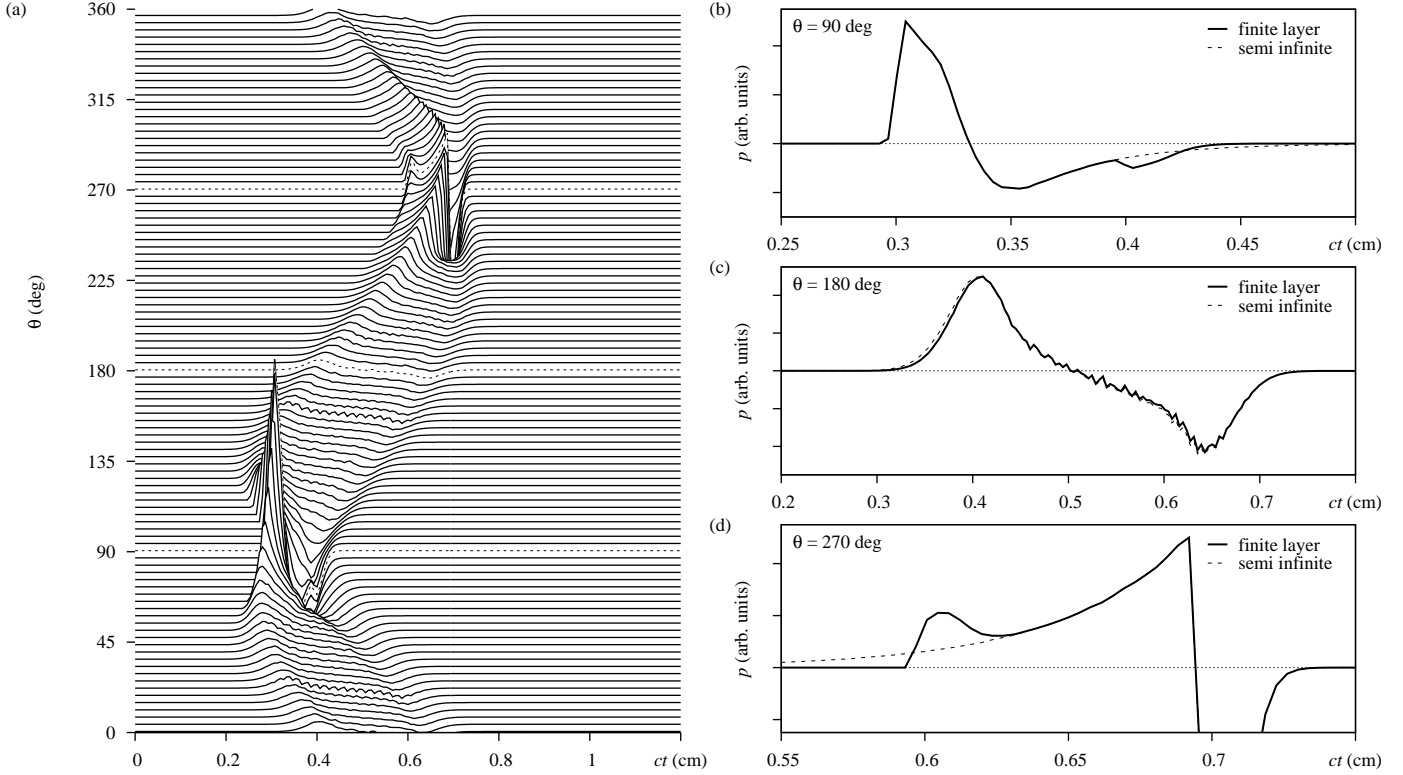 (a)
θ (deg)
360
315
270
225
180
135
90
45
0
0 0.2 0.4 0.6 0.8 1 ct (cm)
(b)
θ = 90 deg
finite layer
semi infinite
p (arb. units)
0.25 0.3 0.35 0.4 0.45 ct (cm)
(c)
θ = 180 deg
finite layer
semi infinite
p (arb. units)
0.2 0.3 0.4 0.5 0.6 0.7 ct (cm)
(d)
θ = 270 deg
finite layer
semi infinite
p (arb. units)
0.55 0.6 0.65 0.7 ct (cm)